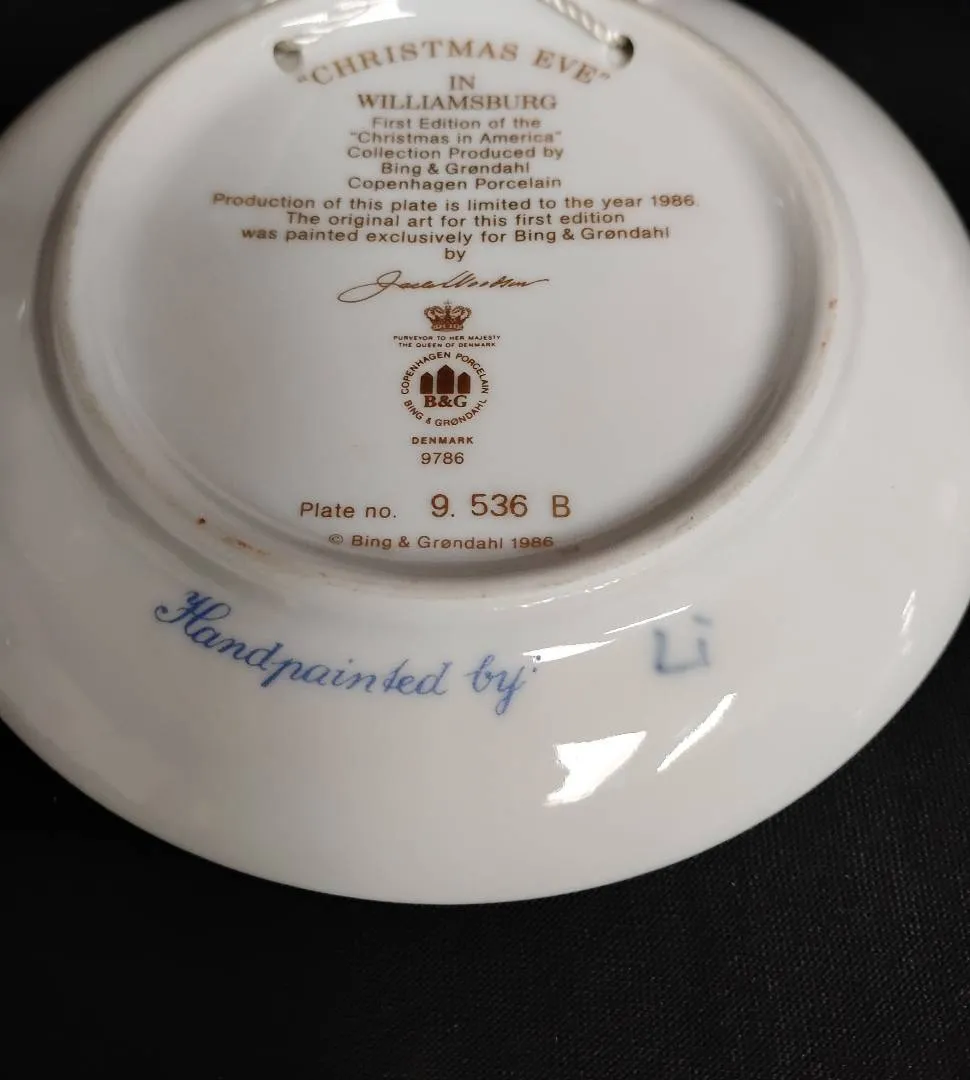 "CHRISTMAS EVE"
IN
WILLIAMSBURG
First Edition of the
"Christmas in America"
Collection Produced by
Bing & Grøndahl
Copenhagen Porcelain
Production of this plate is limited to the year 1986.
The original art for this first edition
was painted exclusively for Bing & Grøndahl
by
PURVEYOR TO HER MAJESTY
THE QUEEN OF DENMARK
COPENHAGEN PORCELAIN
B&G
BING & GRØNDAHL
DENMARK
9786
Plate no. 9. 536 B
© Bing & Grøndahl 1986
Handpainted by: Li